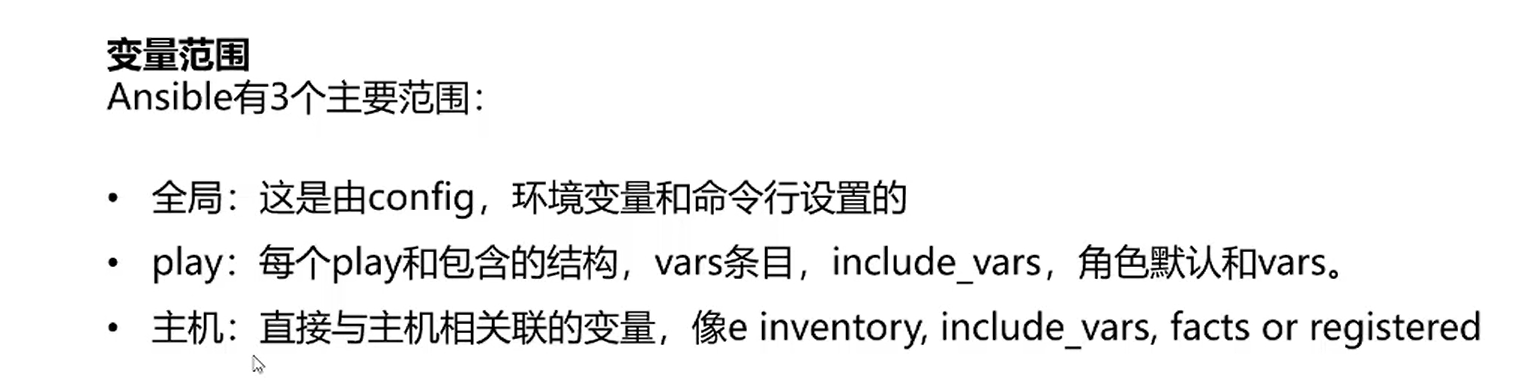 变量范围
Ansible有3个主要范围：
• 全局：这是由config，环境变量和命令行设置的
• play：每个play和包含的结构，vars条目，include_vars，角色默认和vars。
• 主机：直接与主机相关联的变量，像e inventory, include_vars, facts or registered